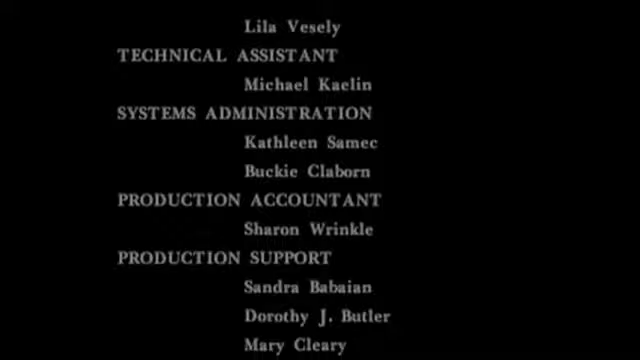 Lila Vesely
TECHNICAL ASSISTANT
Michael Kaelin
SYSTEMS ADMINISTRATION
Kathleen Samec
Buckie Claborn
PRODUCTION ACCOUNTANT
Sharon Wrinkle
PRODUCTION SUPPORT
Sandra Babaian
Dorothy J. Butler
Mary Cleary